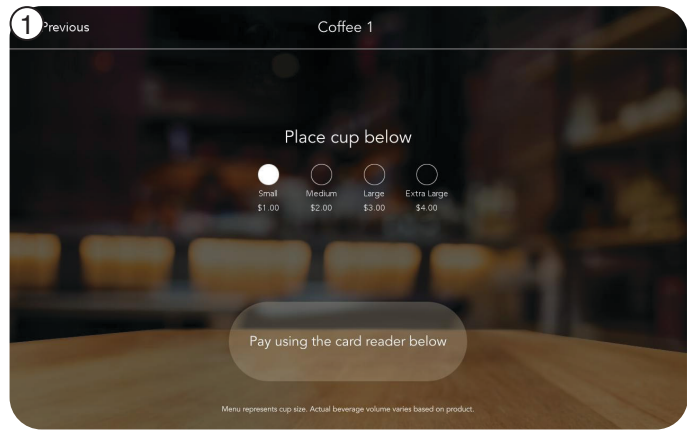 1
Previous
Coffee 1
Place cup below
Small Medium Large Extra Large
$1.00 $2.00 $3.00 $4.00
Pay using the card reader below
Menu represents cup size. Actual beverage volume varies based on product.